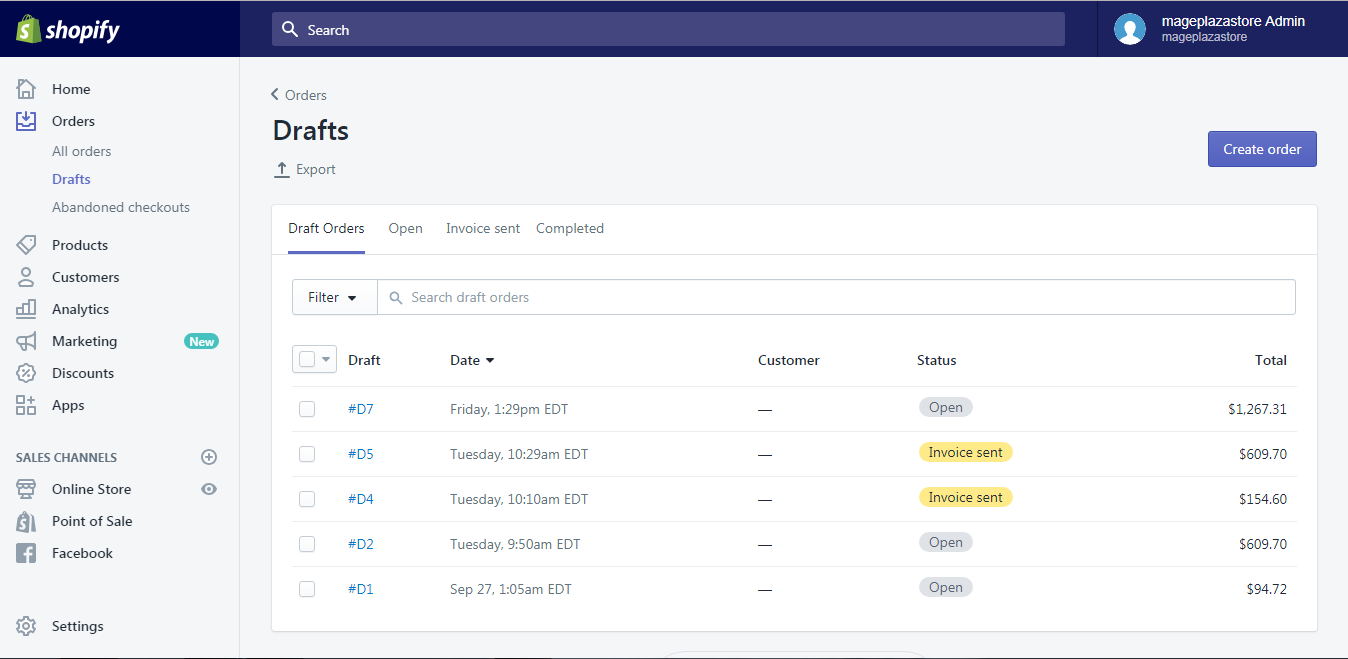 shopify
Search
mageplazastore Admin
mageplazastore
Home
Orders
All orders
Drafts
Abandoned checkouts
Products
Customers
Analytics
Marketing New
Discounts
Apps
SALES CHANNELS
Online Store
Point of Sale
Facebook
Settings
Orders
Drafts
Export
Create order
Draft Orders Open Invoice sent Completed
Filter Search draft orders
Draft Date Customer Status Total
#D7 Friday, 1:29pm EDT — Open $1,267.31
#D5 Tuesday, 10:29am EDT — Invoice sent $609.70
#D4 Tuesday, 10:10am EDT — Invoice sent $154.60
#D2 Tuesday, 9:50am EDT — Open $609.70
#D1 Sep 27, 1:05am EDT — Open $94.72